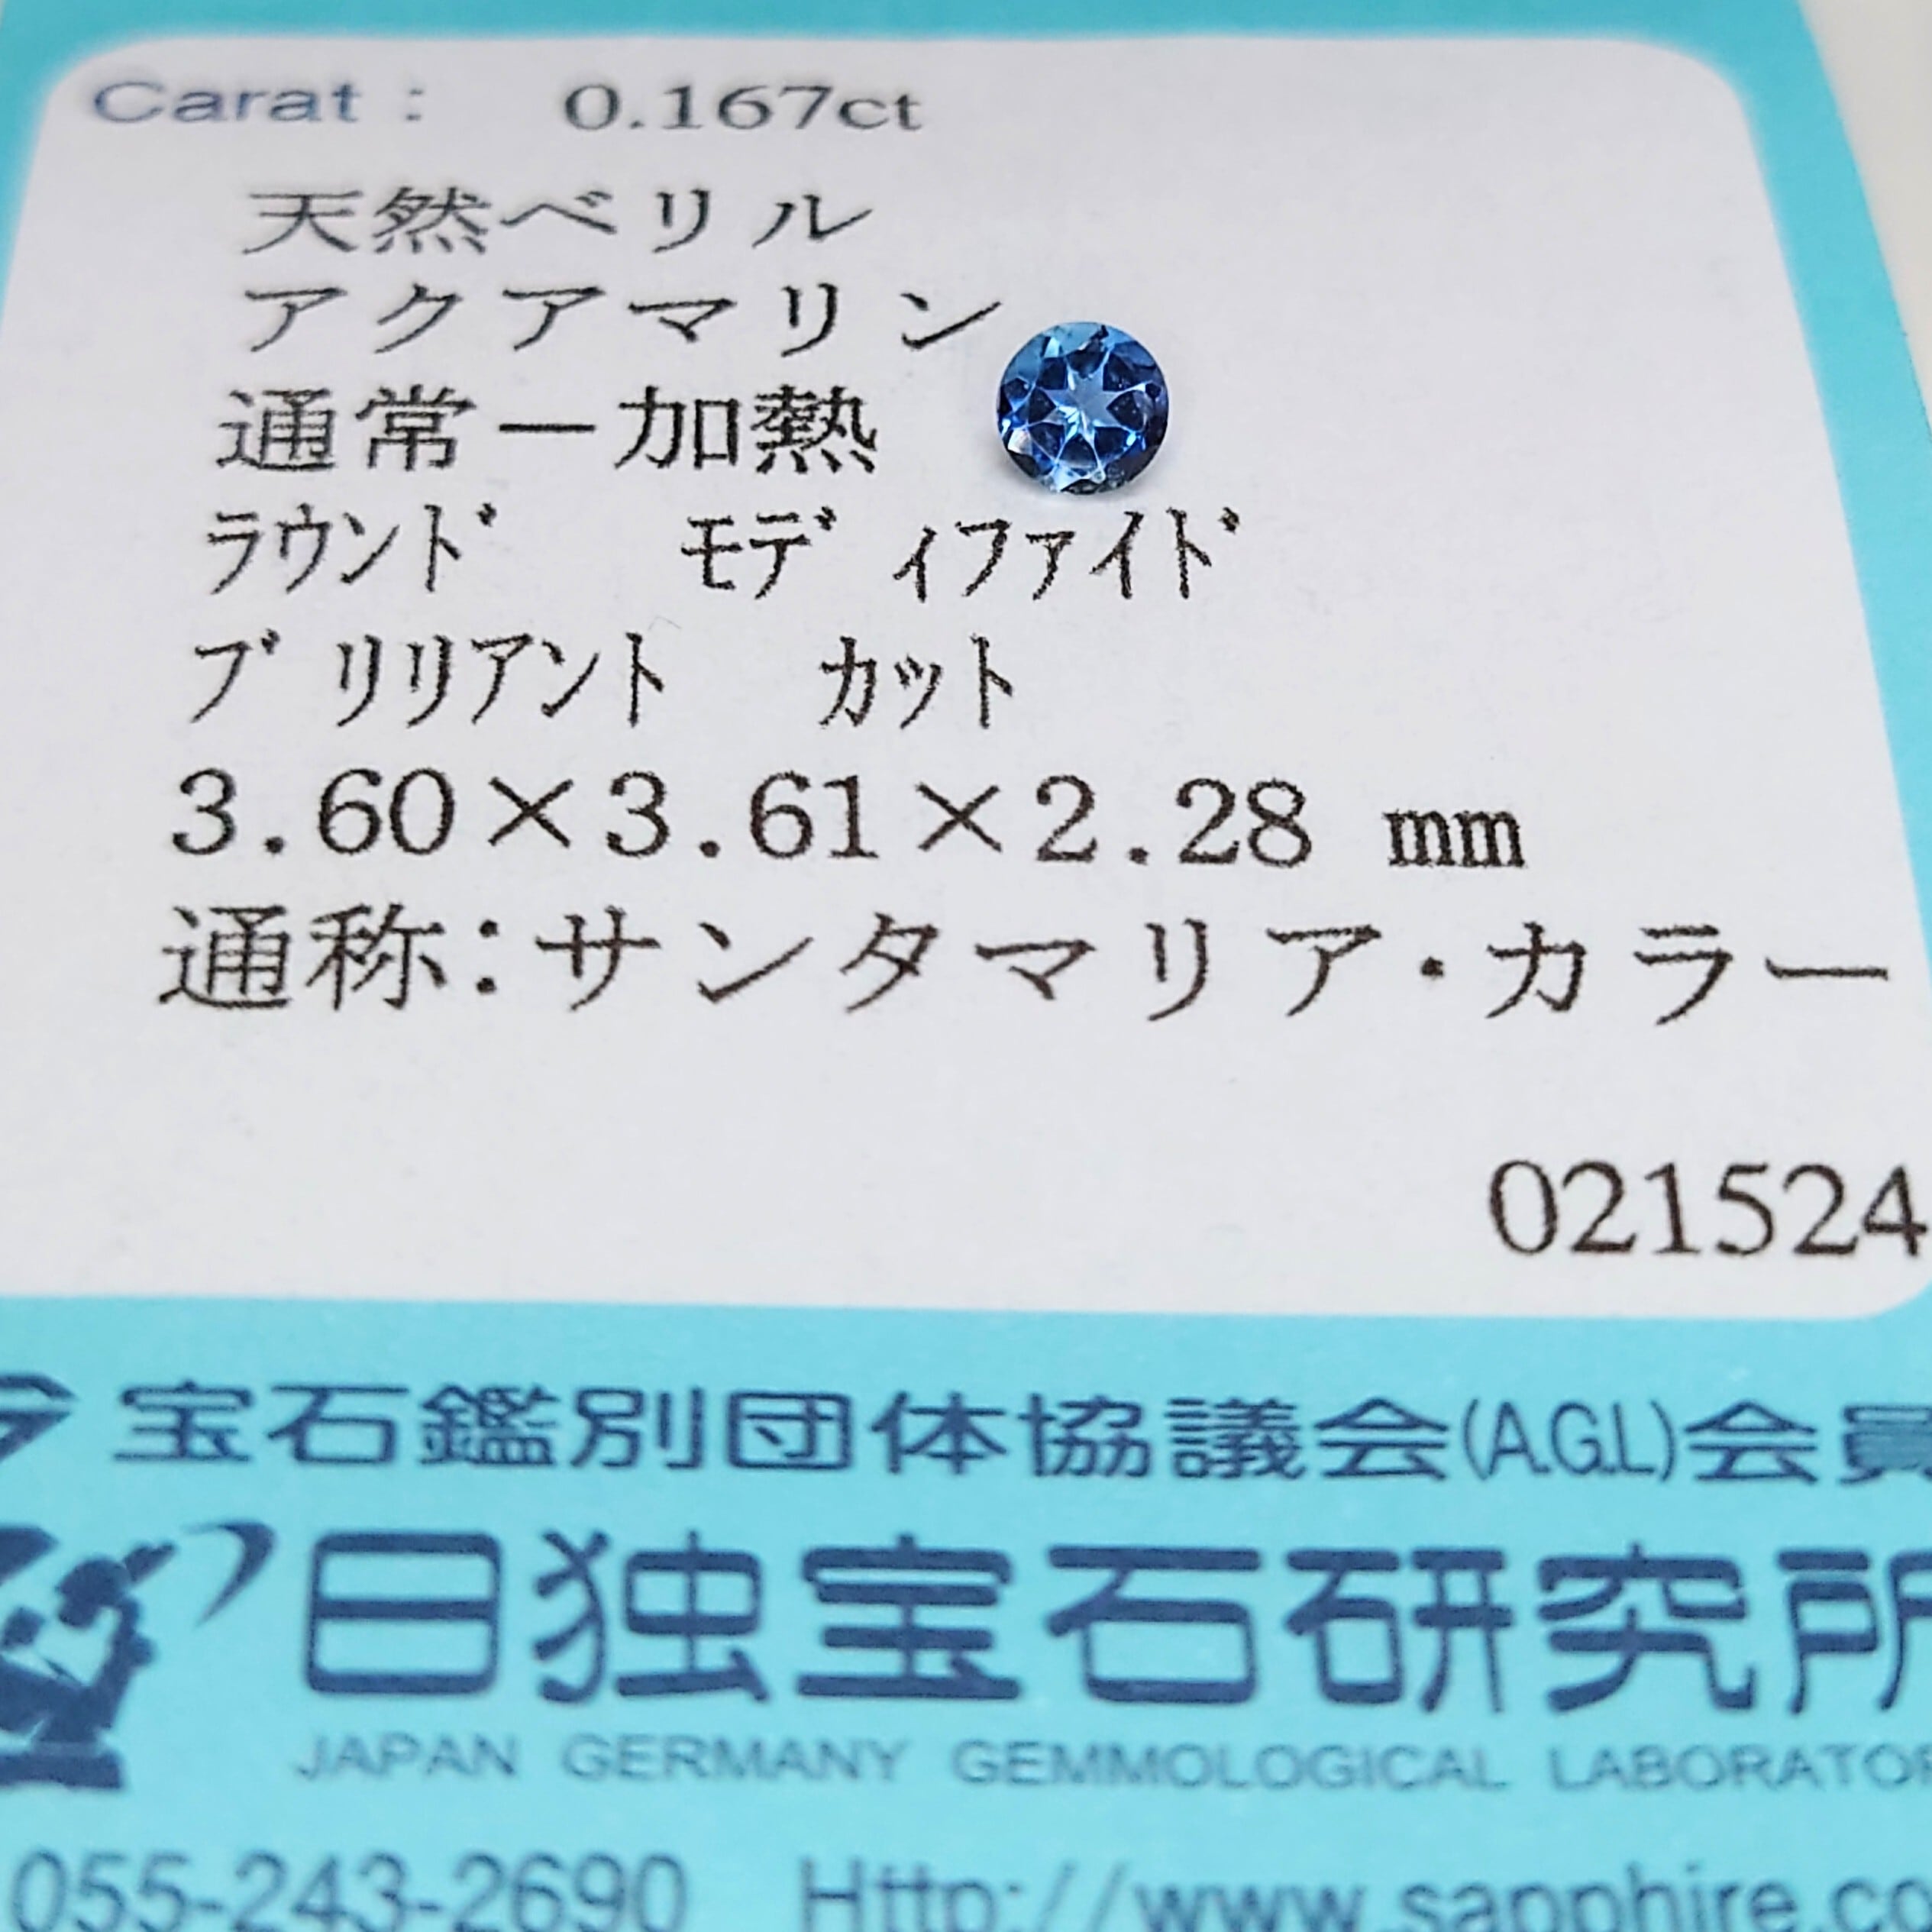 Carat : 0.167ct
天然ベリル
アクアマリン
通常－加熱
ﾗｳﾝﾄﾞ ﾓﾃﾞｨﾌｧｲﾄﾞ
ﾌﾞﾘﾘｱﾝﾄ ｶｯﾄ
3.60×3.61×2.28 mm
通称:サンタマリア・カラー
021524
宝石鑑別団体協議会(A.G.L)会員
日独宝石研究所
JAPAN GERMANY GEMMOLOGICAL LABORATOR
055-243-2690 Http://www.sapphire.co